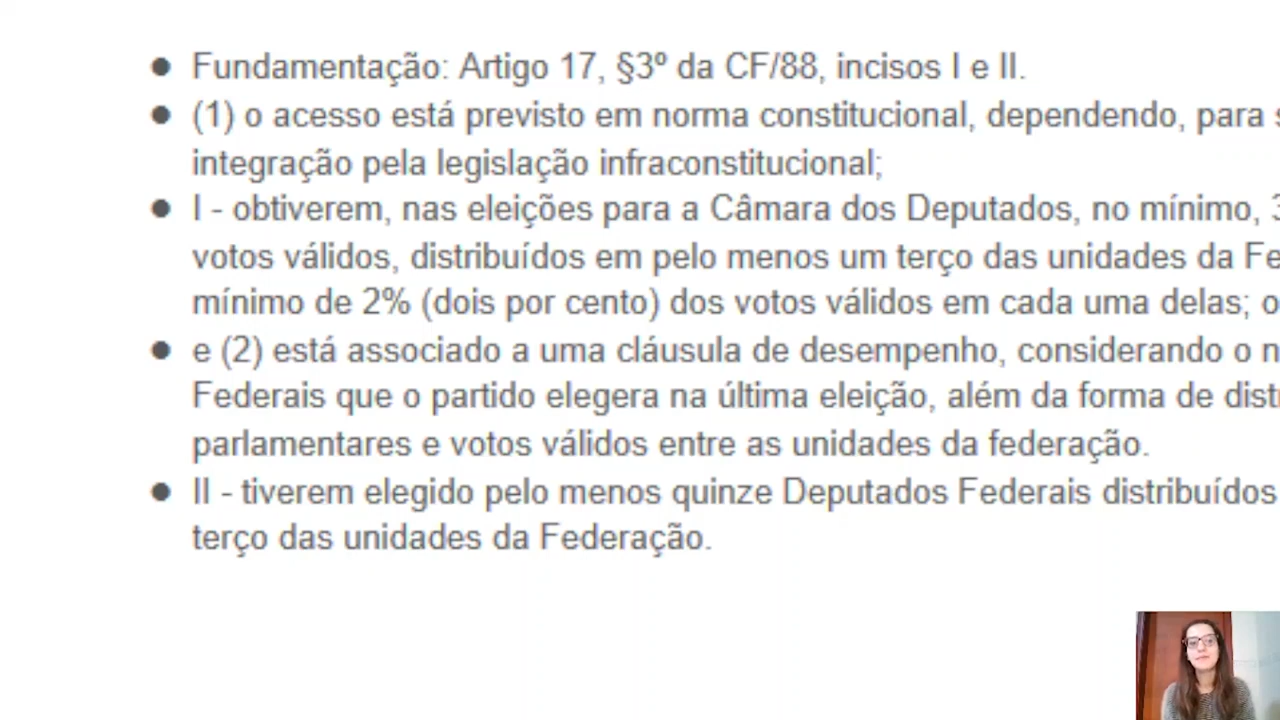 ● Fundamentação: Artigo 17, §3º da CF/88, incisos I e II.
● (1) o acesso está previsto em norma constitucional, dependendo, para
integração pela legislação infraconstitucional;
● I - obtiverem, nas eleições para a Câmara dos Deputados, no mínimo,
votos válidos, distribuídos em pelo menos um terço das unidades da
mínimo de 2% (dois por cento) dos votos válidos em cada uma delas;
● e (2) está associado a uma cláusula de desempenho, considerando o
Federais que o partido elegera na última eleição, além da forma de
parlamentares e votos válidos entre as unidades da federação.
● II - tiverem elegido pelo menos quinze Deputados Federais distribuídos
terço das unidades da Federação.